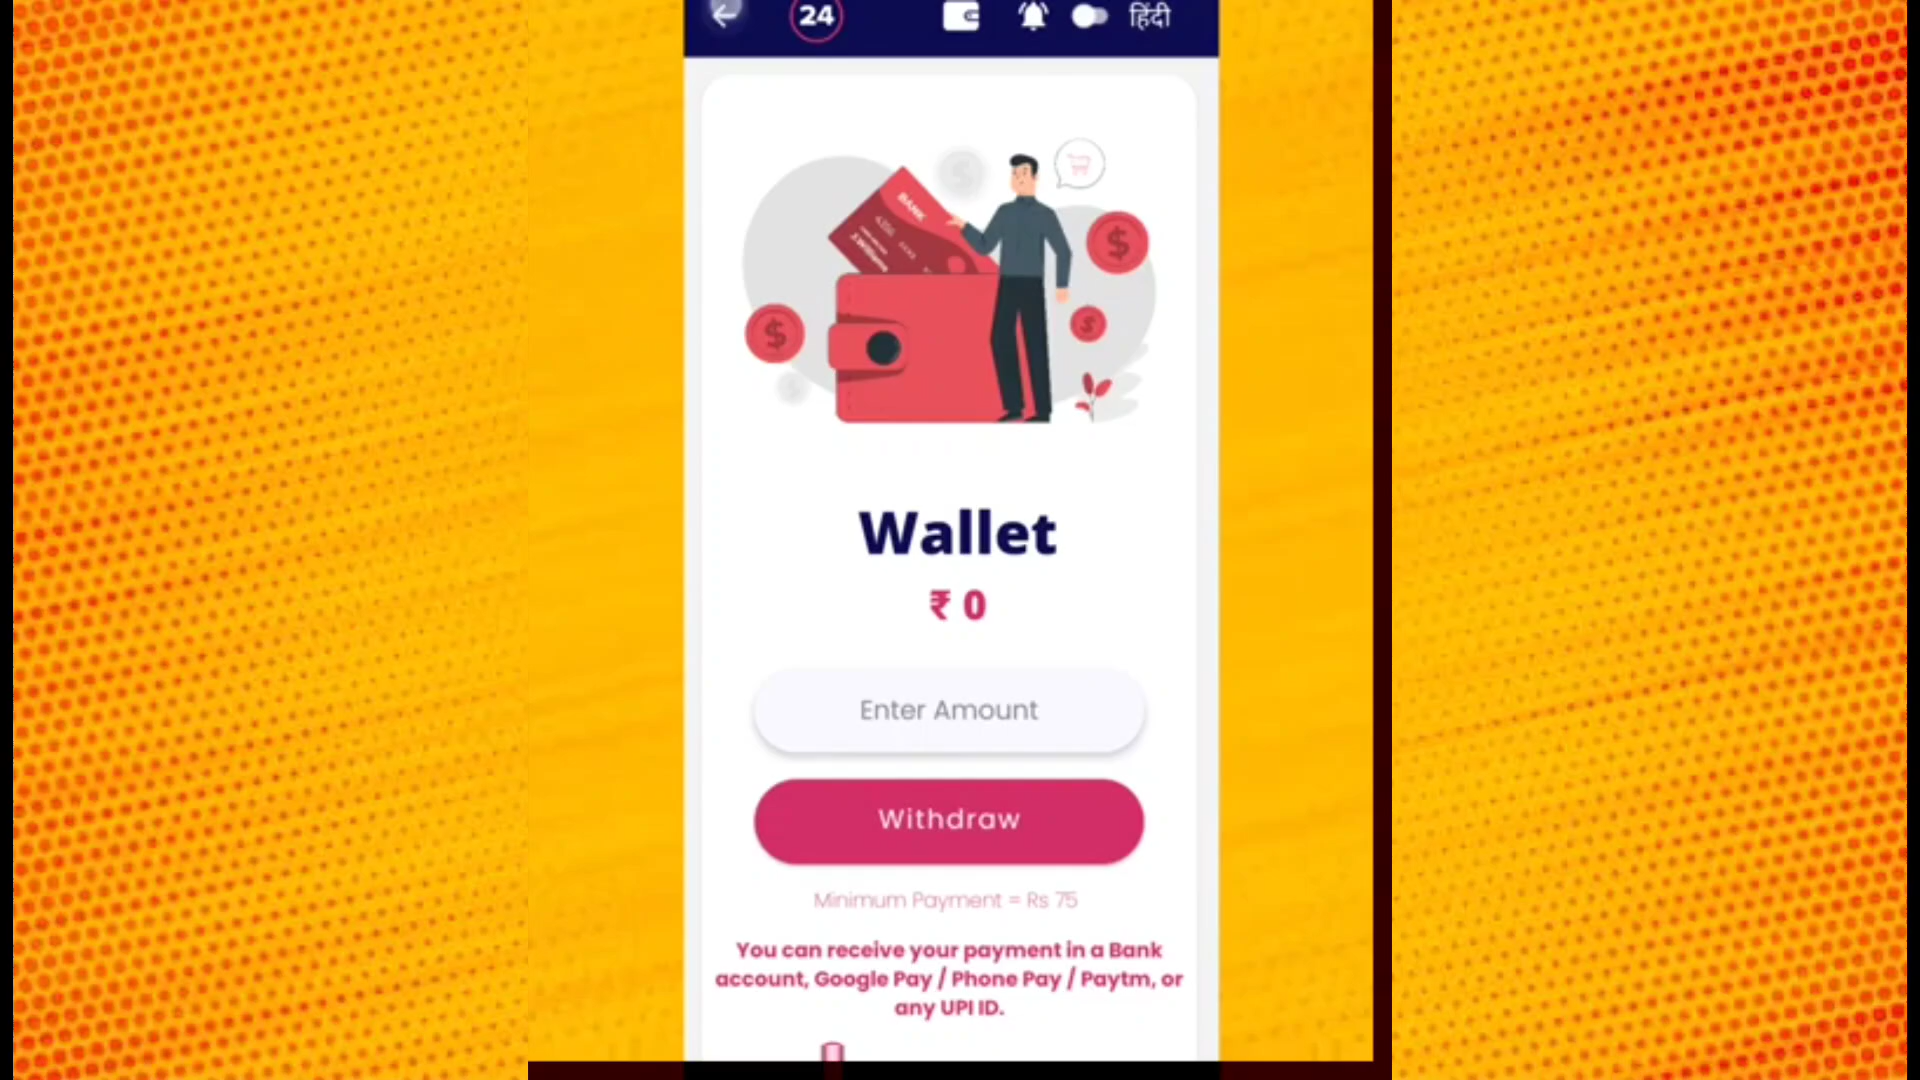 24
हिंदी
BANK
Wallet
₹ 0
Enter Amount
Withdraw
Minimum Payment = Rs 75
You can receive your payment in a Bank
account, Google Pay / Phone Pay / Paytm, or
any UPI ID.